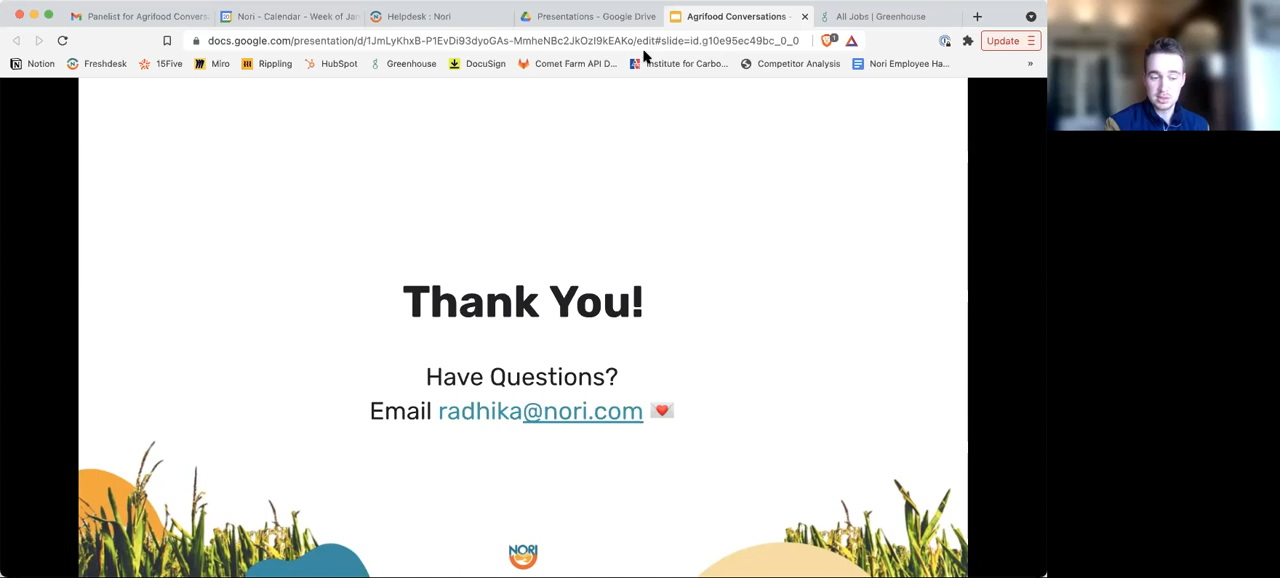 Panelist for Agrifood Convers
Nori - Calendar - Week of Jan
Helpdesk : Nori
Presentations - Google Drive
Agrifood Conversations -
All Jobs | Greenhouse
docs.google.com/presentation/d/1JmLyKhxB-P1EvDi93dyoGAs-MmheNBc2JkOzI9kEAKo/edit#slide=id.g10e95ec49bc_0_0
1
Update
Notion
Freshdesk
15Five
Miro
Rippling
HubSpot
Greenhouse
DocuSign
Comet Farm API D...
Institute for Carbo...
Competitor Analysis
Nori Employee Ha...
»
Thank You!
Have Questions?
Email radhika@nori.com
NORI